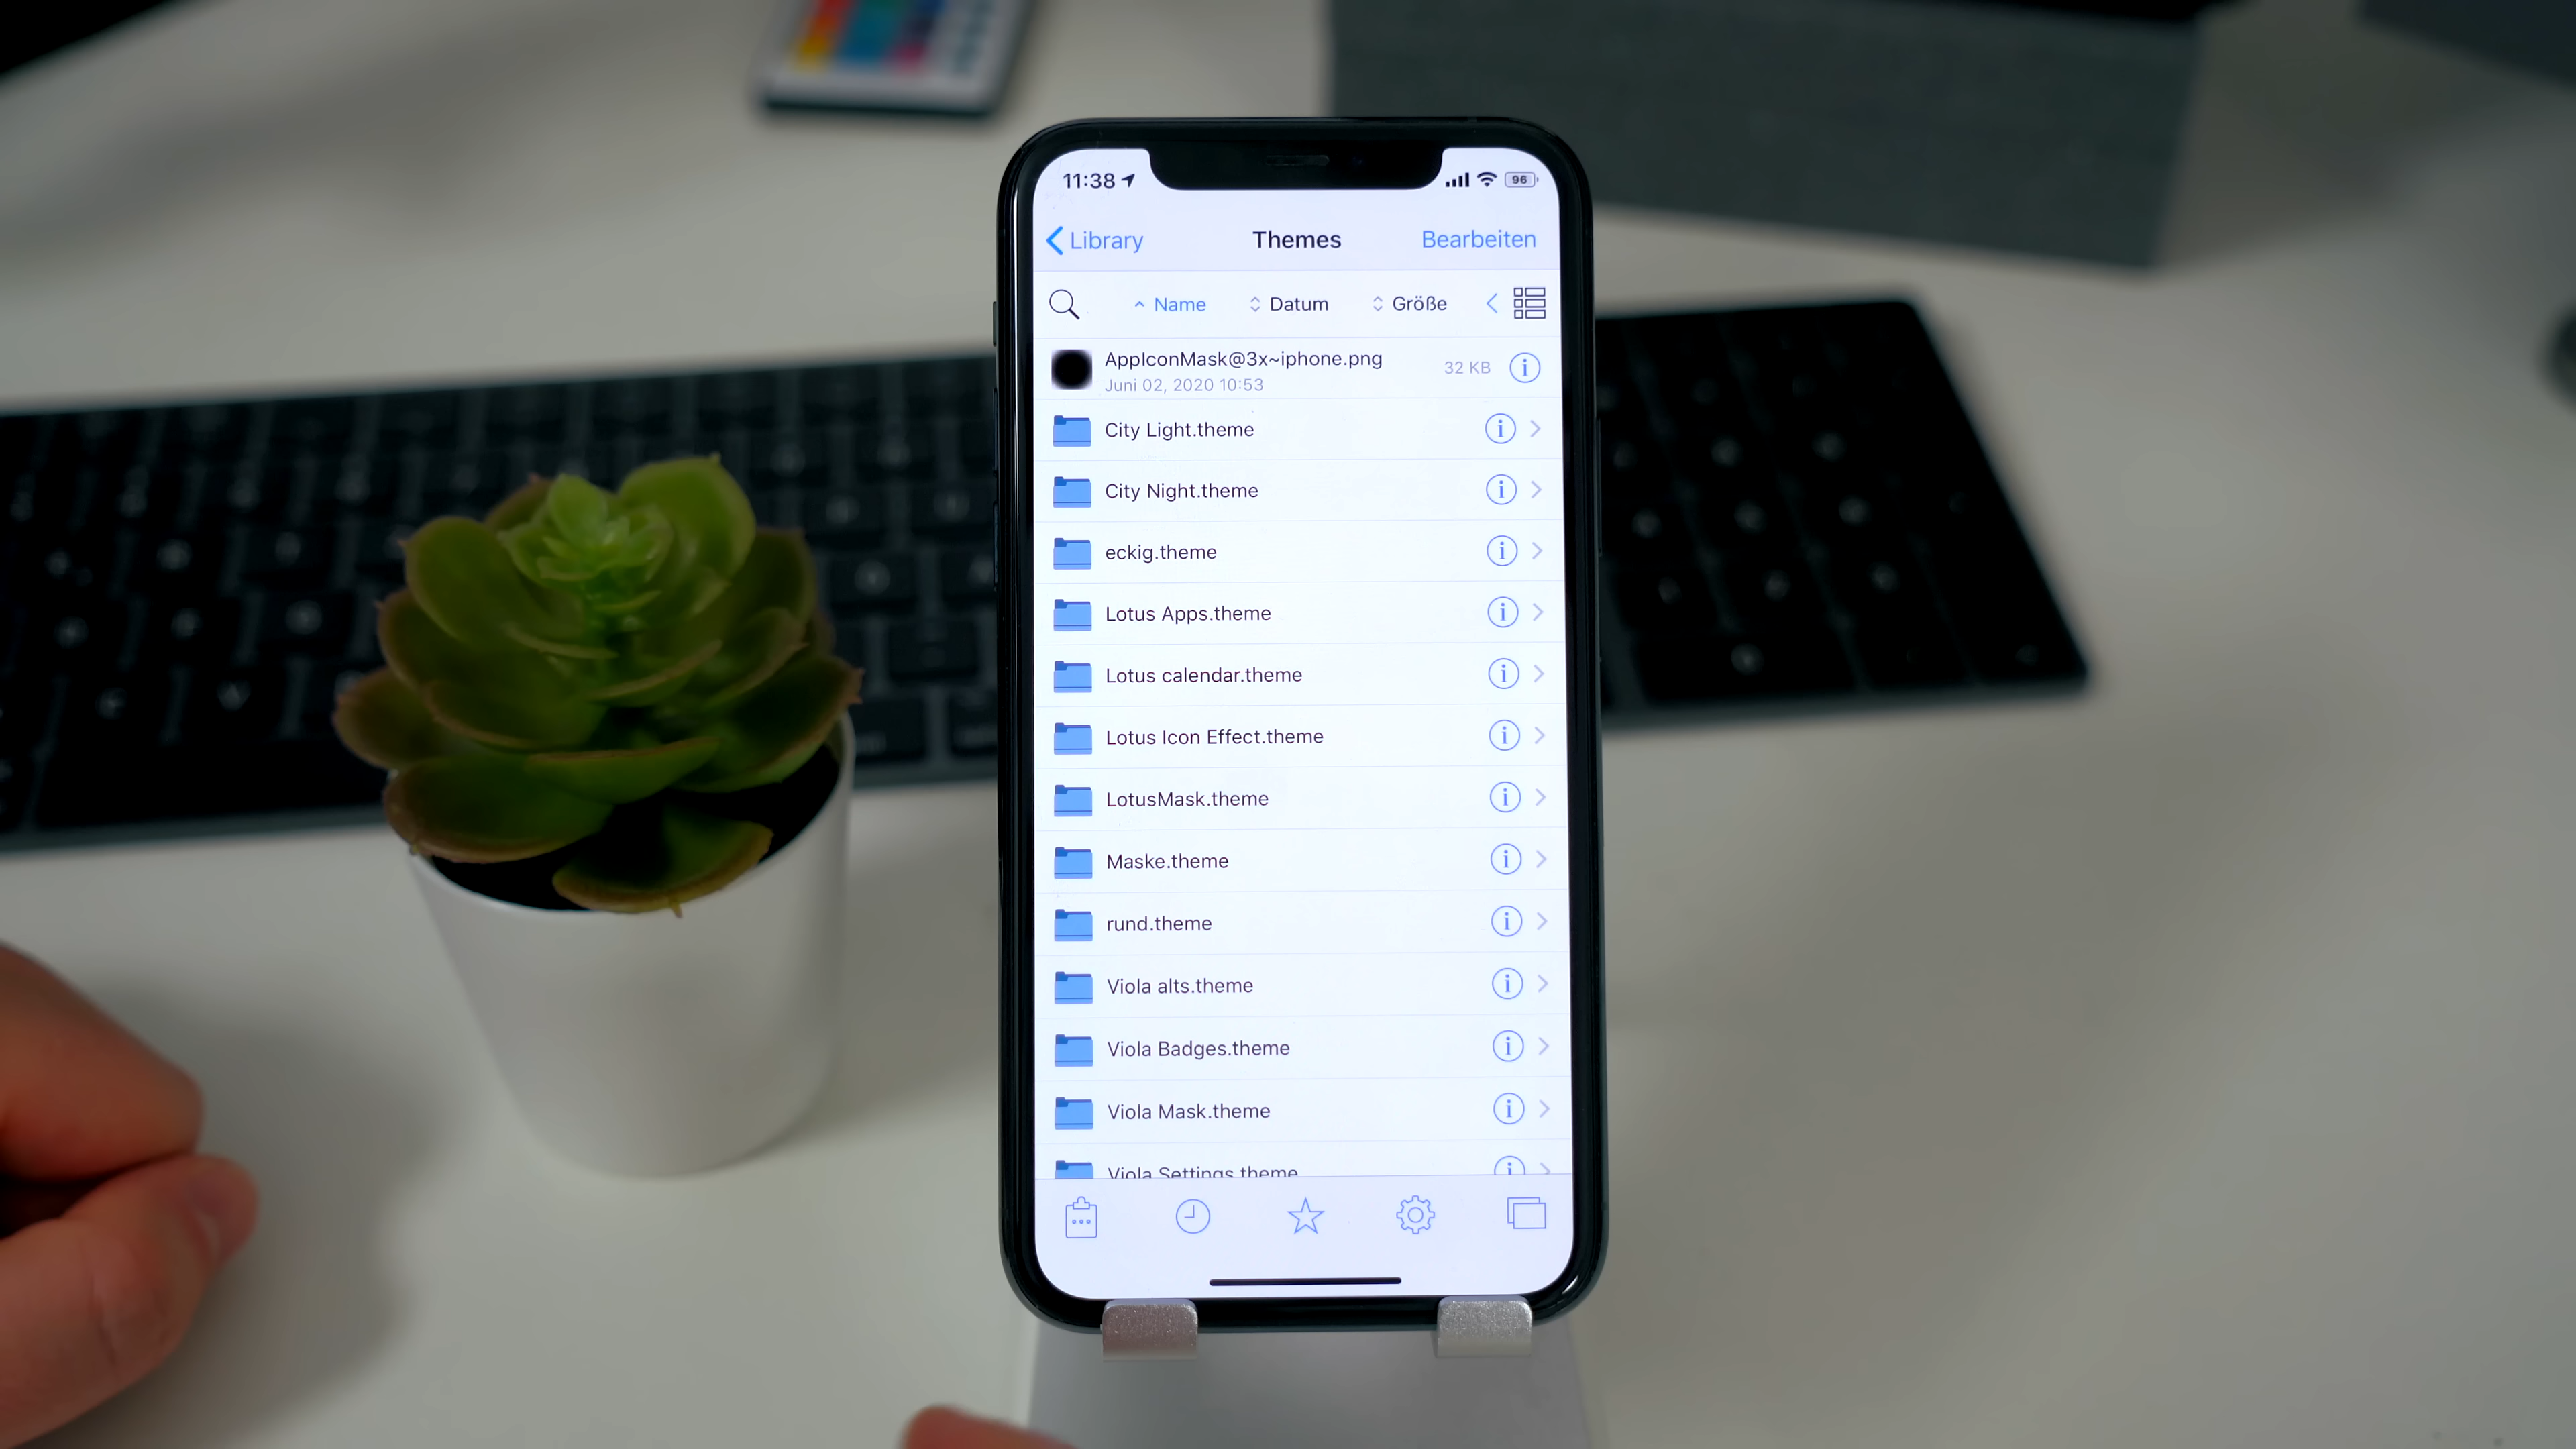 11:38
96
Library
Themes
Bearbeiten
Name
Datum
Größe
AppIconMask@3x~iphone.png
Juni 02, 2020 10:53
32 KB
City Light.theme
City Night.theme
eckig.theme
Lotus Apps.theme
Lotus calendar.theme
Lotus Icon Effect.theme
LotusMask.theme
Maske.theme
rund.theme
Viola alts.theme
Viola Badges.theme
Viola Mask.theme
Viola Settings.theme